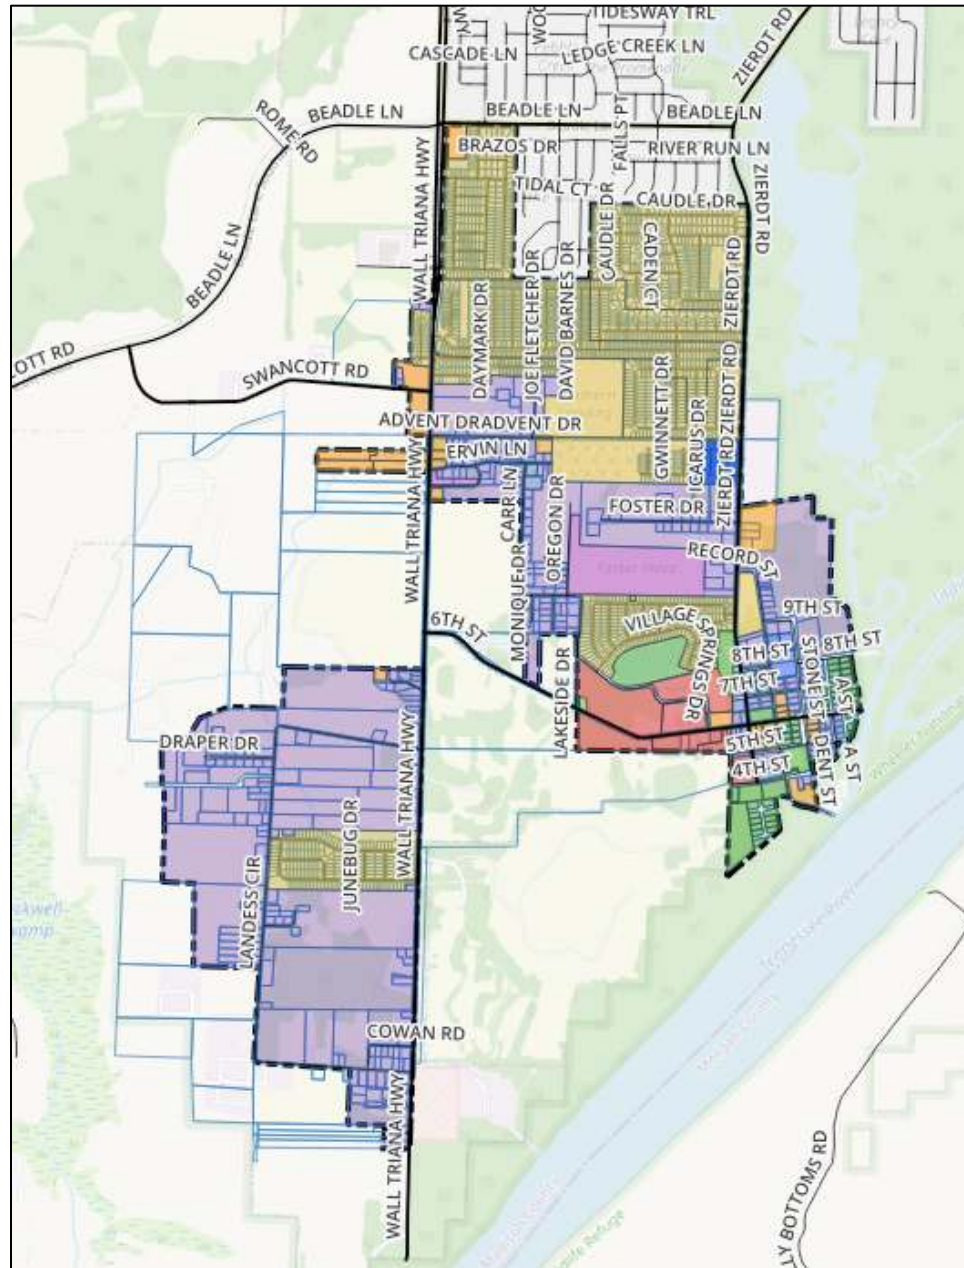 TIDESWAY TRL
CASCADE LN
LEDGE CREEK LN
ZIERDT RD
ROME RD
BEADLE LN
BEADLE LN
BEADLE LN
FALLS PT
BRAZOS DR
RIVER RUN LN
TIDAL CT
CAUDLE DR
CAUDLE DR
ZIERDT RD
BEADLE LN
WALL TRIANA HWY
CADEN CT
ZIERDT RD
DAYMARK DR
JOE FLETCHER DR
DAVID BARNES DR
OTT RD
SWANCOTT RD
GWINNETT DR
ICARUS DR
ZIERDT RD
ZIERDT RD
ADVENT DR
ADVENT DR
ERVIN LN
WALL TRIANA HWY
CARR LN
OREGON DR
FOSTER DR
RECORD ST
MONIQUE DR
6TH ST
VILLAGE SPRINGS DR
9TH ST
8TH ST
8TH ST
7TH ST
STONE ST
A ST
LAKESIDE DR
DRAPER DR
WALL TRIANA HWY
5TH ST
4TH ST
DENT ST
A ST
JUNEBUG DR
LANDESS CIR
Tennessee River
COWAN RD
WALL TRIANA HWY
LY BOTTOMS RD